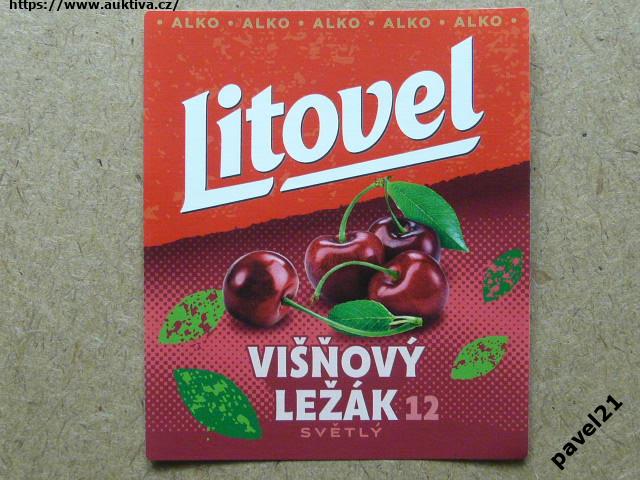 https://www.auktiva.cz/
• ALKO • ALKO • ALKO • ALKO • ALKO •
Litovel
VIŠŇOVÝ
LEŽÁK 12
SVĚTLÝ
pavel21